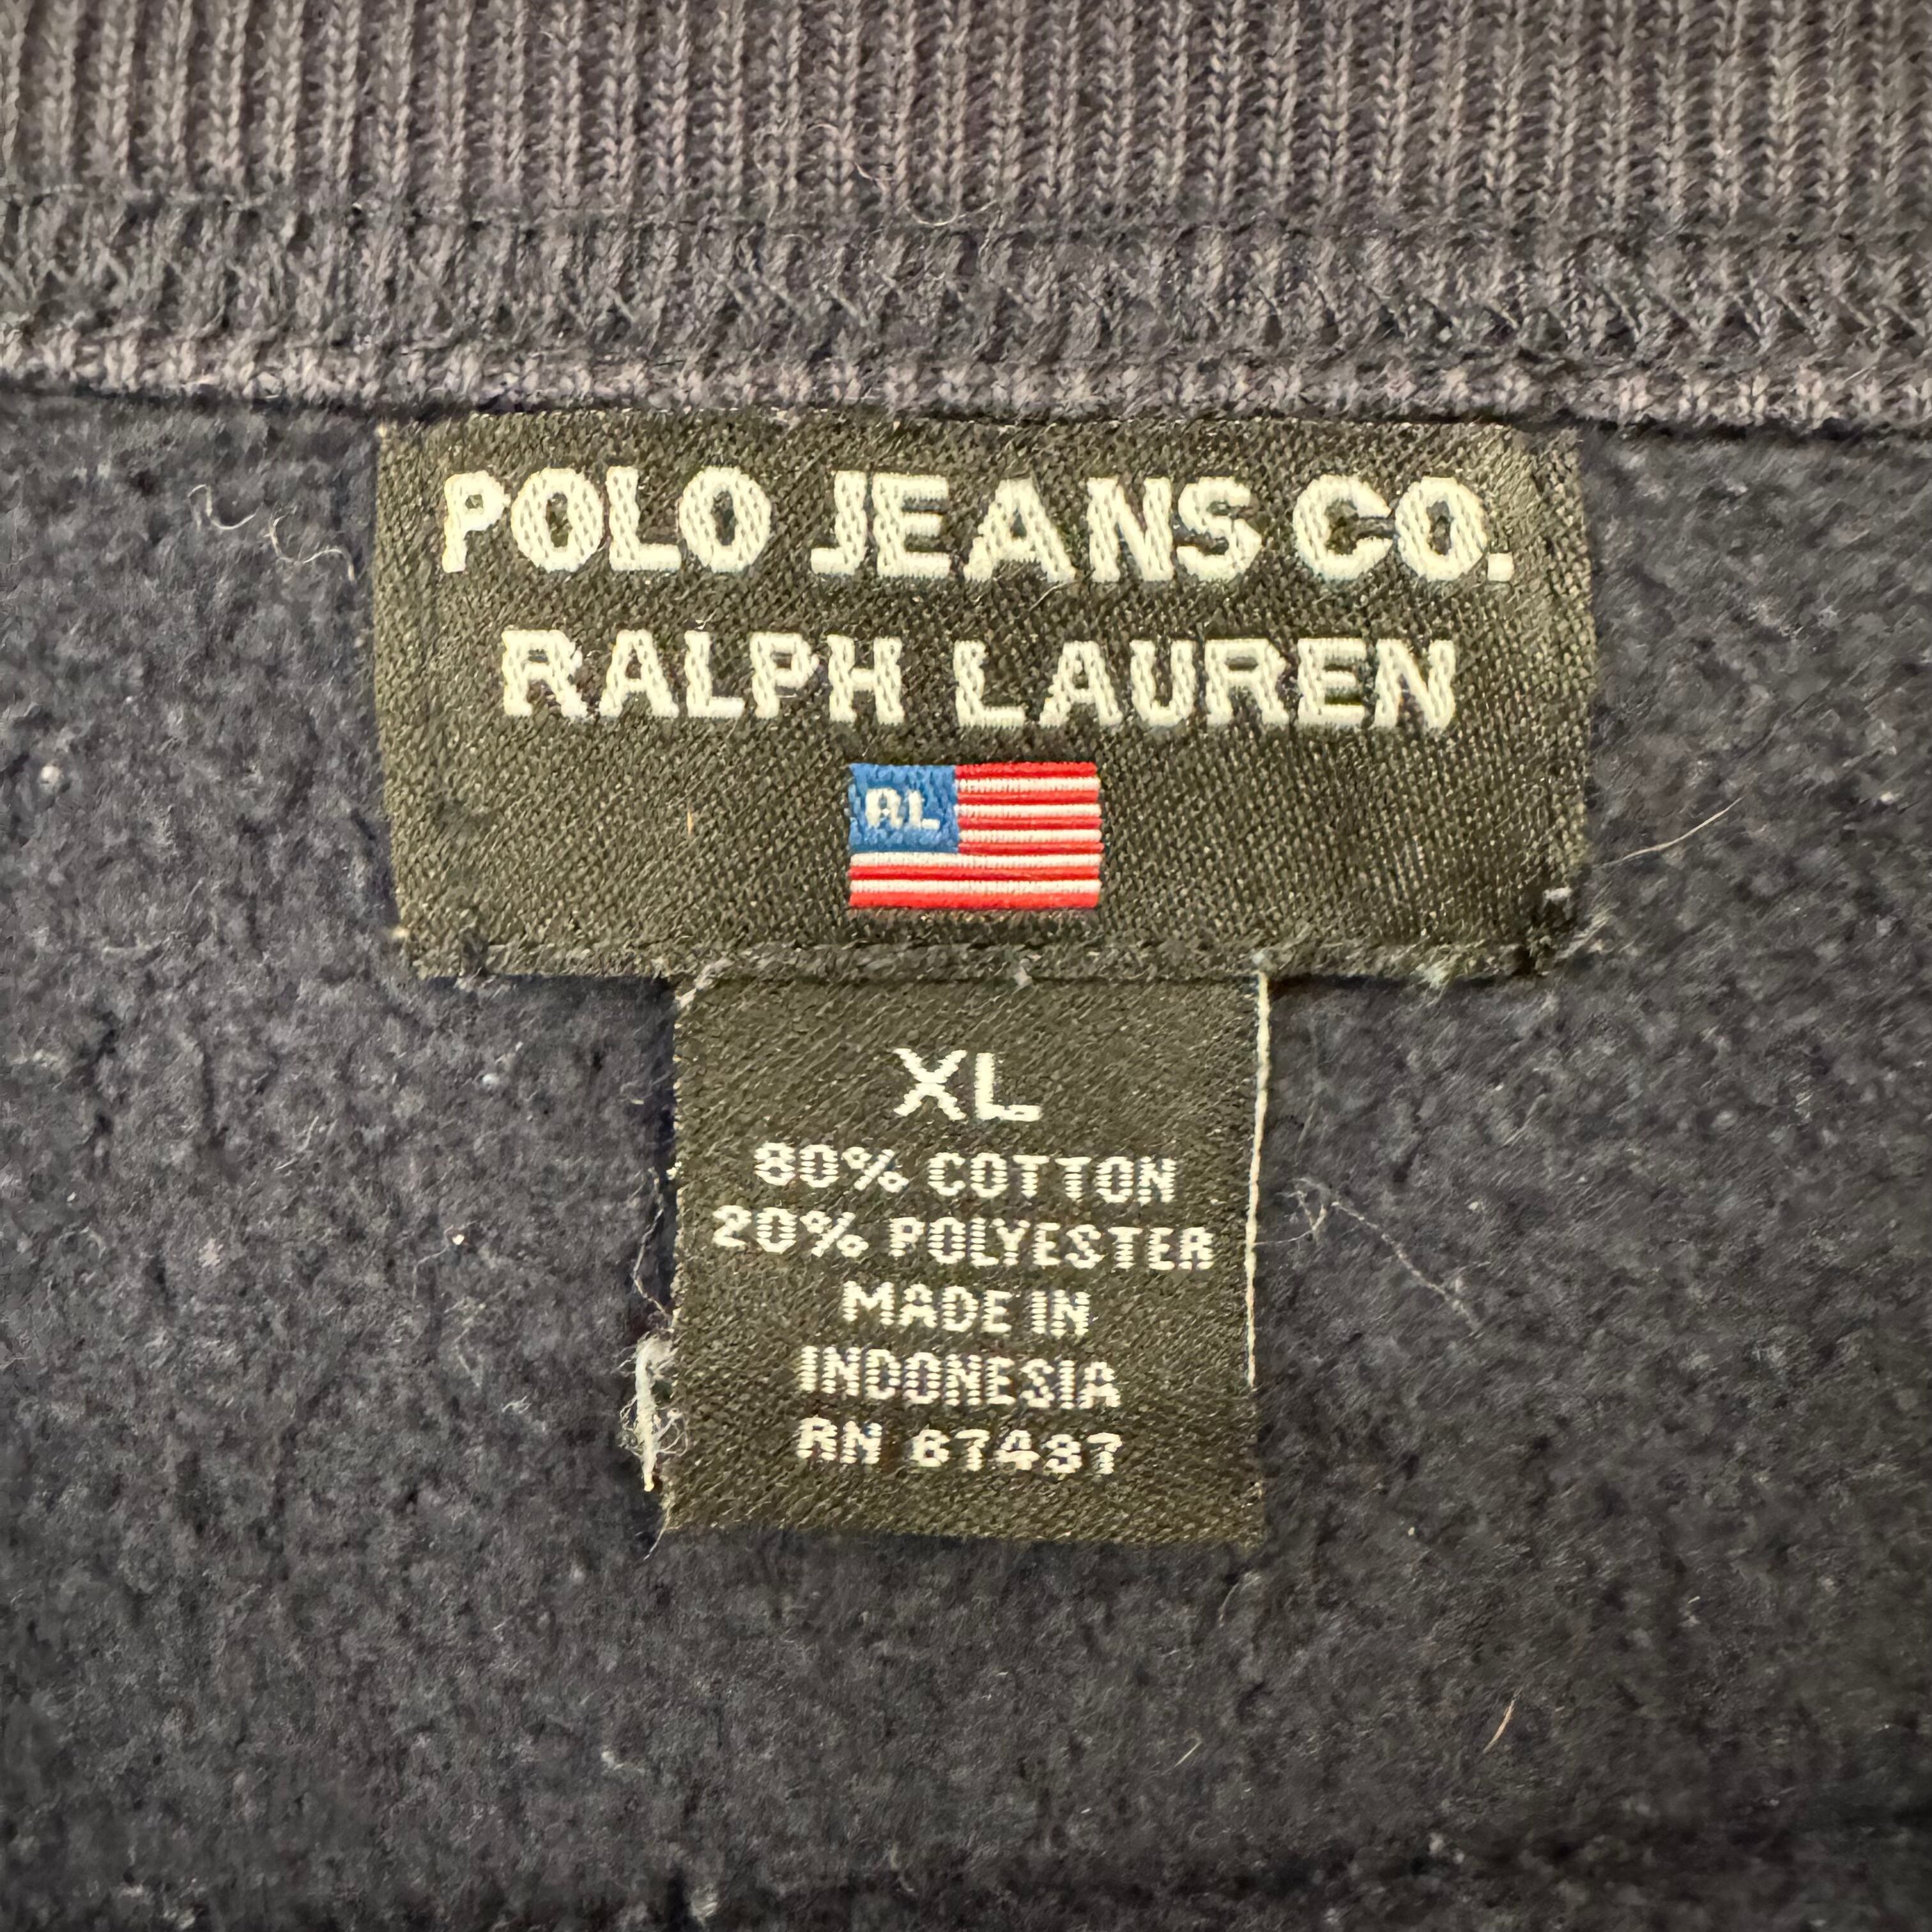 POLO JEANS CO.
RALPH LAUREN
RL
XL
80% COTTON
20% POLYESTER
MADE IN
INDONESIA
RN 67487